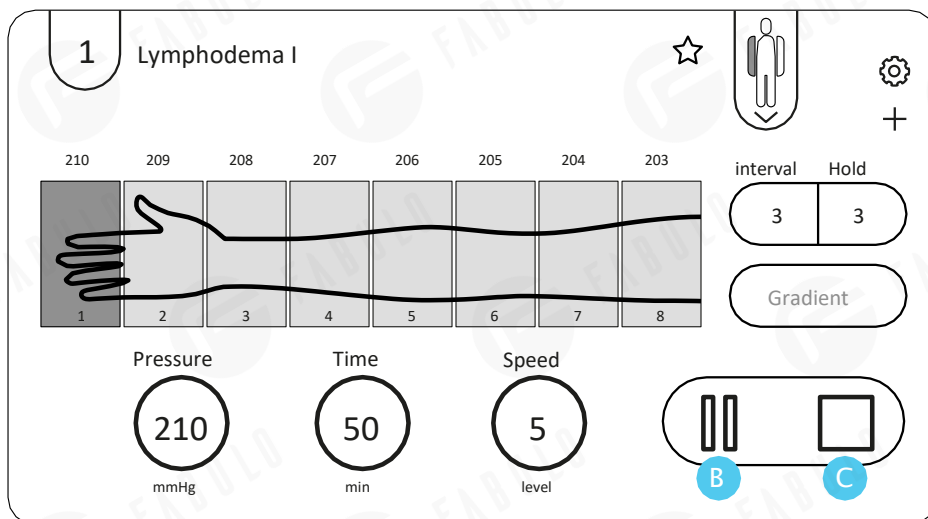 1 Lymphodema I
210 209 208 207 206 205 204 203
interval Hold
3 3
Gradient
1 2 3 4 5 6 7 8
Pressure Time Speed
210 50 5
mmHg min level
B C
FABULO